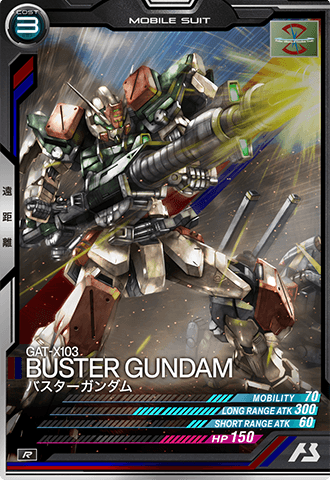 COST
3
MOBILE SUIT
遠距離
GAT-X103
BUSTER GUNDAM
バスターガンダム
MOBILITY 70
LONG RANGE ATK 300
SHORT RANGE ATK 60
HP 150
R